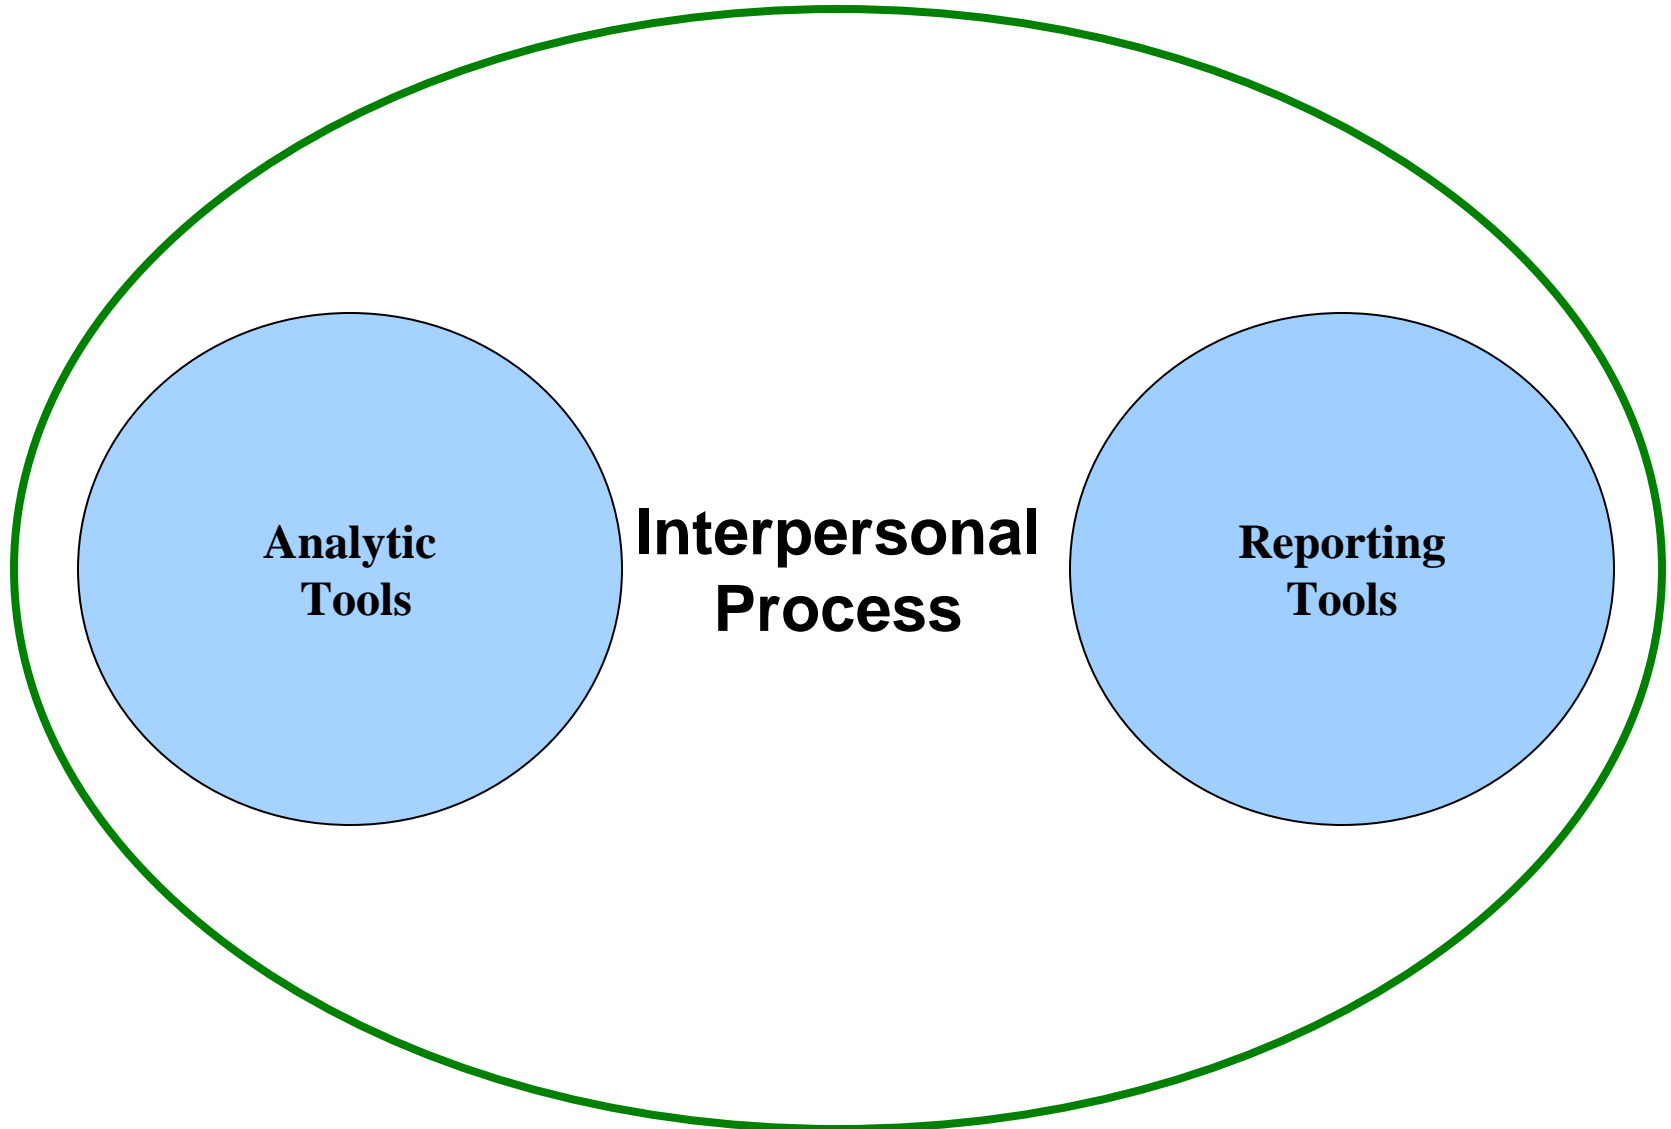 Analytic
Tools
Interpersonal
Process
Reporting
Tools